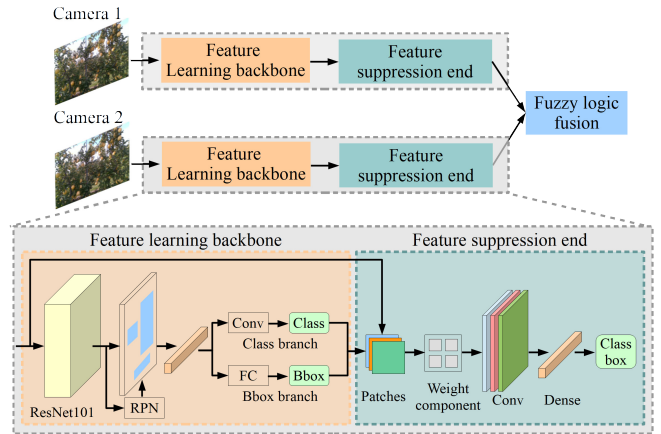 Camera 1
Feature
Learning backbone
Feature
suppression end
Fuzzy logic
fusion
Camera 2
Feature
Learning backbone
Feature
suppression end
Feature learning backbone
Feature suppression end
Conv
Class
Class branch
FC
Bbox
Bbox branch
ResNet101
RPN
Patches
Weight
component
Conv
Dense
Class
box